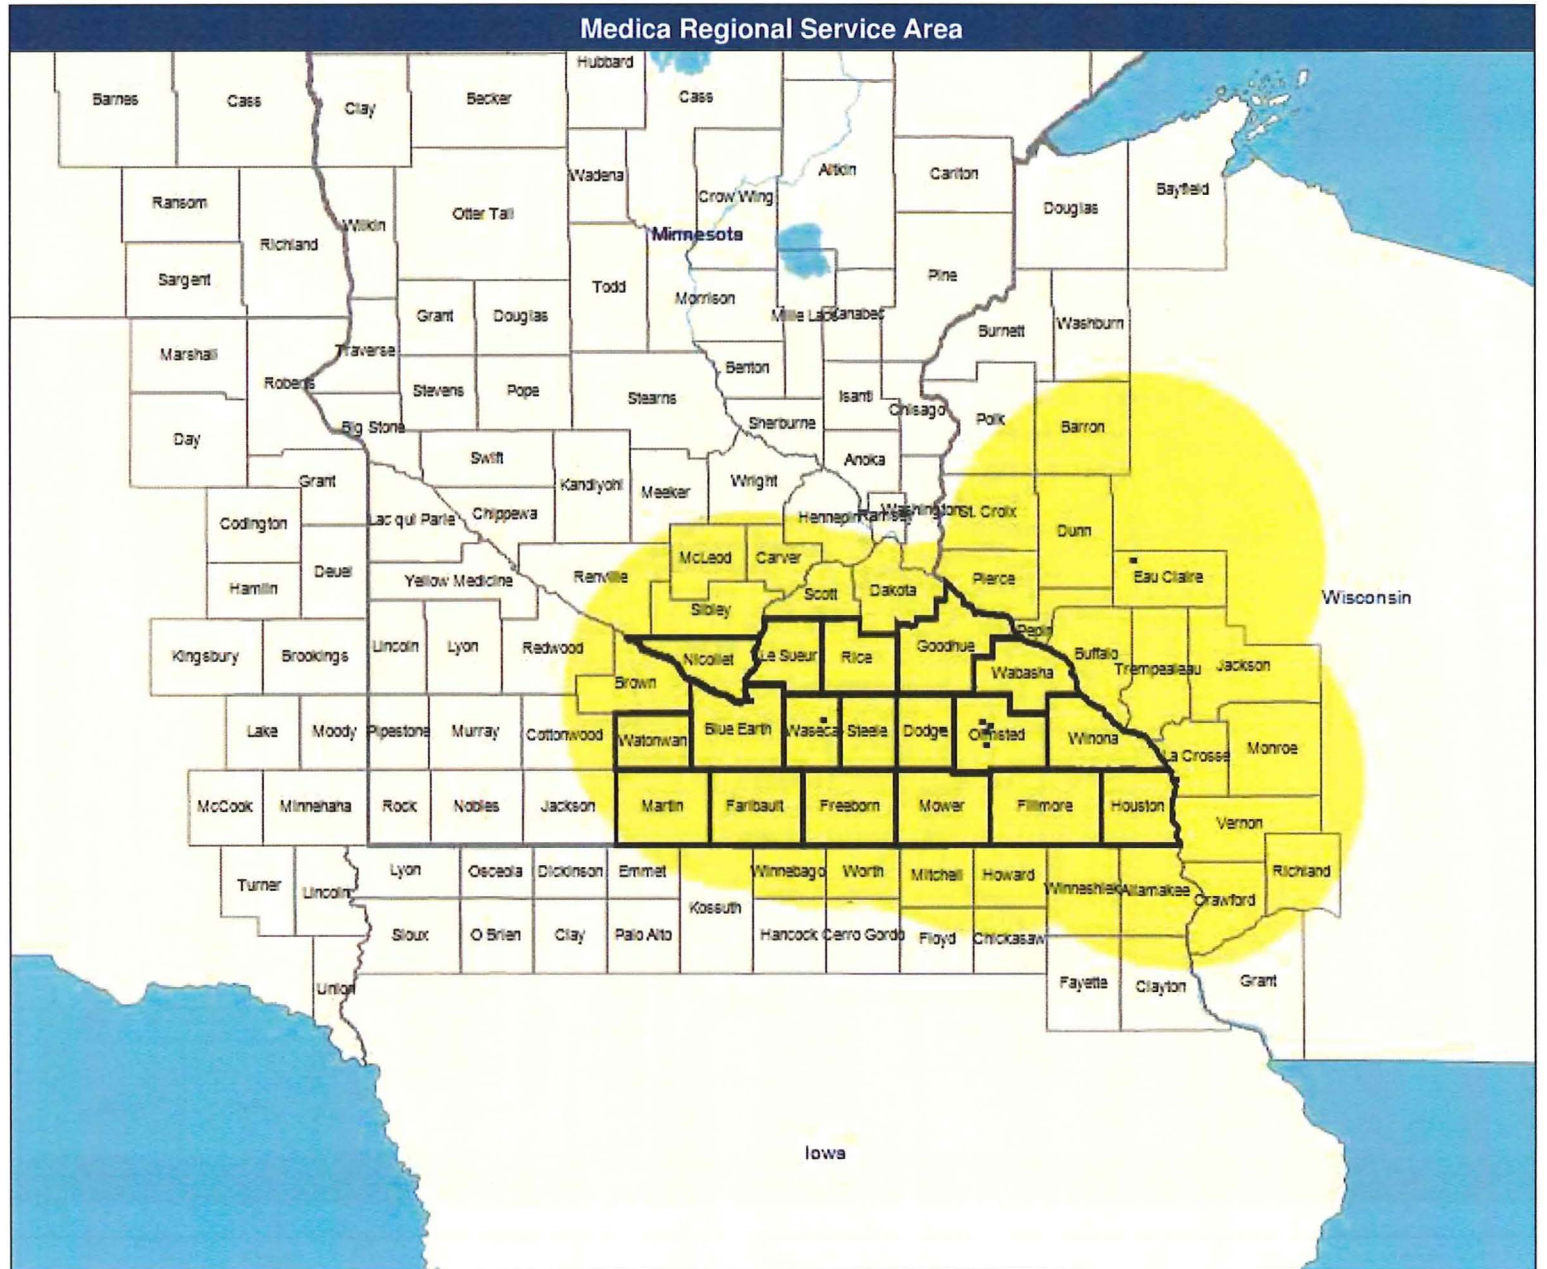 Medica Regional Service Area
Hubbard
Barnes
Cass
Clay
Becker
Cass
Wadena
Crow Wing
Aitkin
Carlton
Douglas
Bayfield
Ransom
Richland
Wilkin
Otter Tail
Minnesota
Sargent
Todd
Morrison
Pine
Grant
Douglas
Mille Lacs
Kanabec
Burnett
Washburn
Marshall
Roberts
Traverse
Stevens
Pope
Stearns
Benton
Isanti
Chisago
Polk
Barron
Day
Big Stone
Sherburne
Swift
Anoka
Grant
Kandiyohi
Meeker
Wright
Codington
Lac qui Parle
Chippewa
Hennepin
Ramsey
Washington
St. Croix
Dunn
Deuel
McLeod
Carver
Hamlin
Yellow Medicine
Renville
Scott
Dakota
Pierce
Eau Claire
Wisconsin
Sibley
Kingsbury
Brookings
Lincoln
Lyon
Redwood
Nicollet
Le Sueur
Rice
Goodhue
Pepin
Buffalo
Trempealeau
Jackson
Brown
Wabasha
Lake
Moody
Pipestone
Murray
Cottonwood
Watonwan
Blue Earth
Waseca
Steele
Dodge
Olmsted
Winona
La Crosse
Monroe
McCook
Minnehaha
Rock
Nobles
Jackson
Martin
Faribault
Freeborn
Mower
Fillmore
Houston
Vernon
Turner
Lincoln
Lyon
Osceola
Dickinson
Emmet
Kossuth
Winnebago
Worth
Mitchell
Howard
Winneshiek
Allamakee
Crawford
Richland
Sioux
O Brien
Clay
Palo Alto
Hancock
Cerro Gordo
Floyd
Chickasaw
Union
Fayette
Clayton
Grant
Iowa